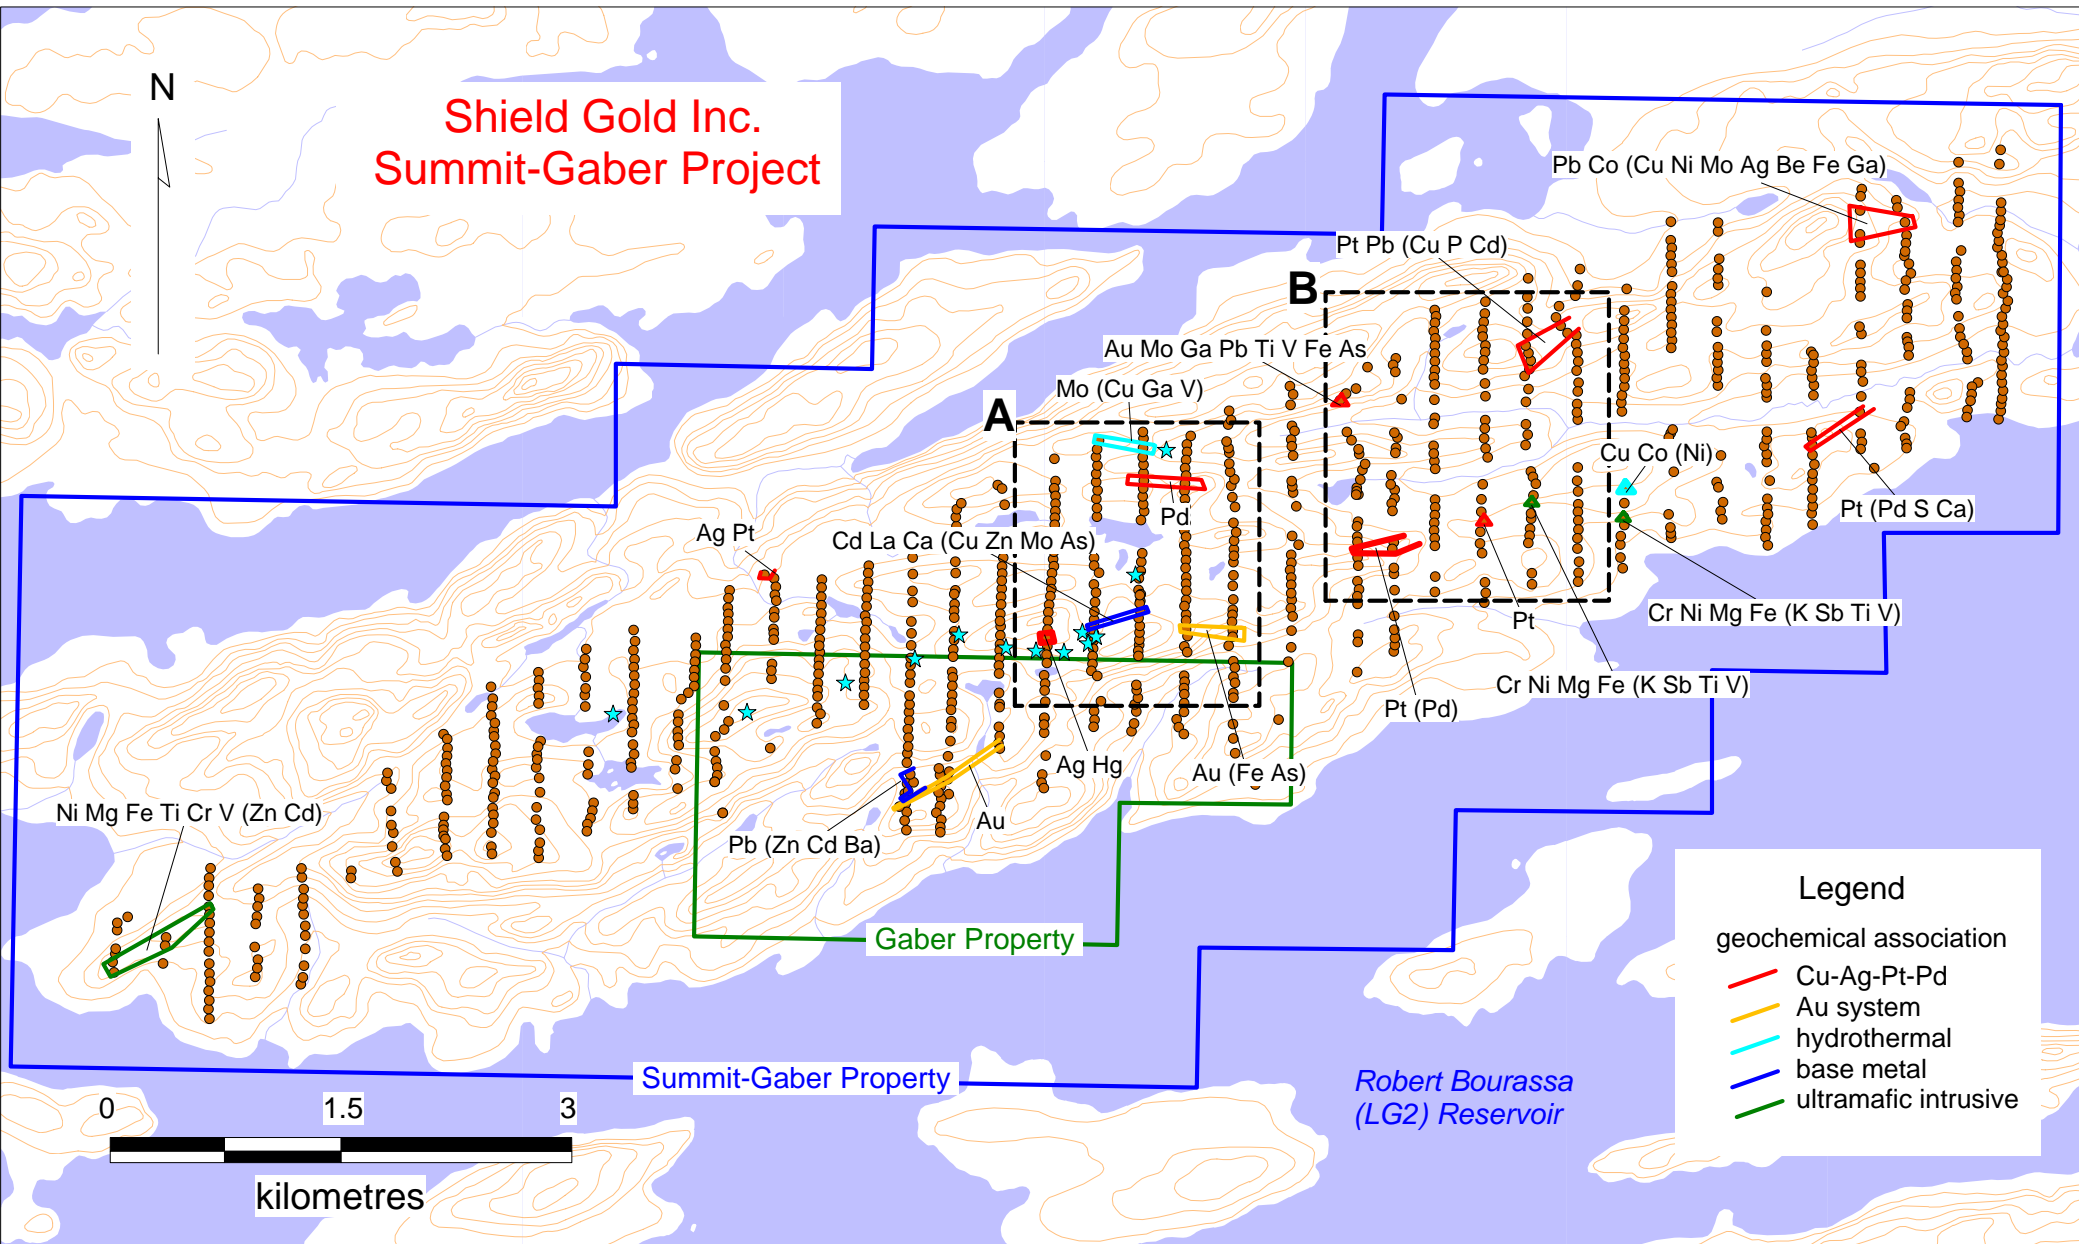 N
Shield Gold Inc.
Summit-Gaber Project
Pb Co (Cu Ni Mo Ag Be Fe Ga)
Pt Pb (Cu P Cd)
B
Au Mo Ga Pb Ti V Fe As
Mo (Cu Ga V)
A
Cu Co (Ni)
Pt (Pd S Ca)
Pd
Ag Pt
Cd La Ca (Cu Zn Mo As)
Cr Ni Mg Fe (K Sb Ti V)
Pt
Cr Ni Mg Fe (K Sb Ti V)
Pt (Pd)
Ag Hg
Au (Fe As)
Au
Pb (Zn Cd Ba)
Ni Mg Fe Ti Cr V (Zn Cd)
Gaber Property
Summit-Gaber Property
Robert Bourassa
(LG2) Reservoir
0 1.5 3
kilometres
Legend
geochemical association
Cu-Ag-Pt-Pd
Au system
hydrothermal
base metal
ultramafic intrusive